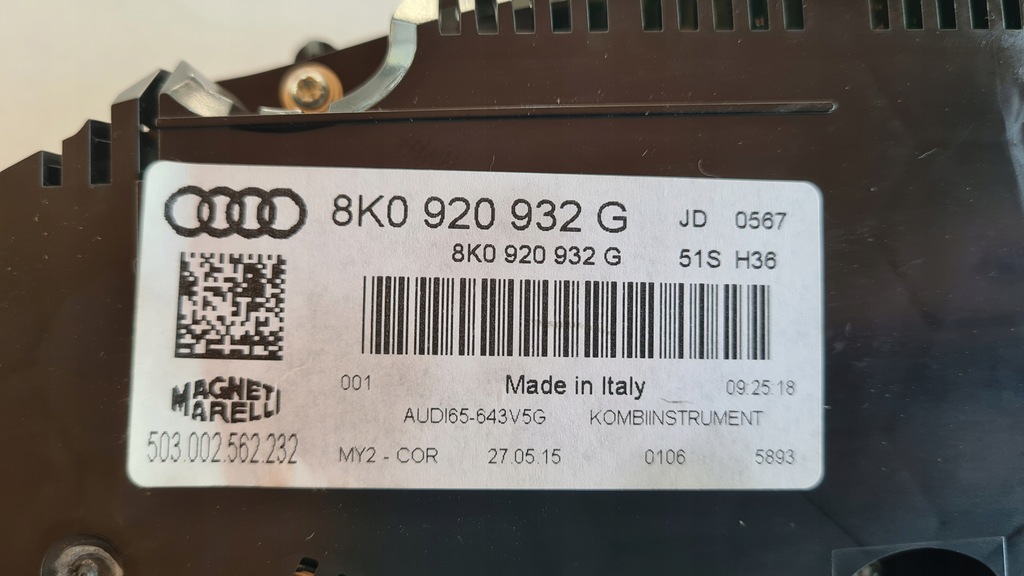 8K0 920 932 G JD 0567
8K0 920 932 G 51S H36
001 Made in Italy 09:25:18
MAGNETI
MARELLI
AUDI65-643V5G KOMBIINSTRUMENT
503.002.562.232 MY2 - COR 27.05.15 0106 5893